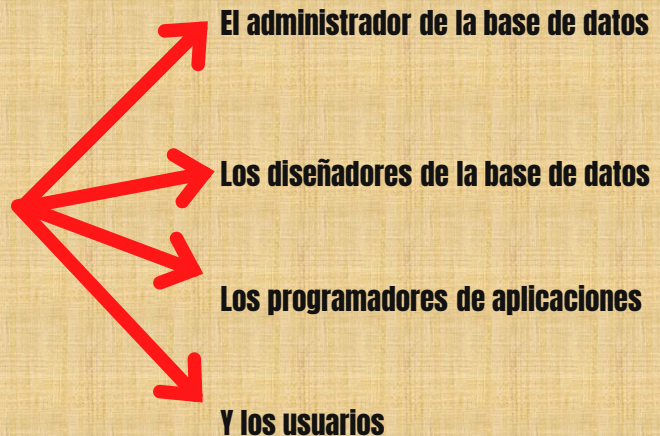 El administrador de la base de datos
Los diseñadores de la base de datos
Los programadores de aplicaciones
Y los usuarios